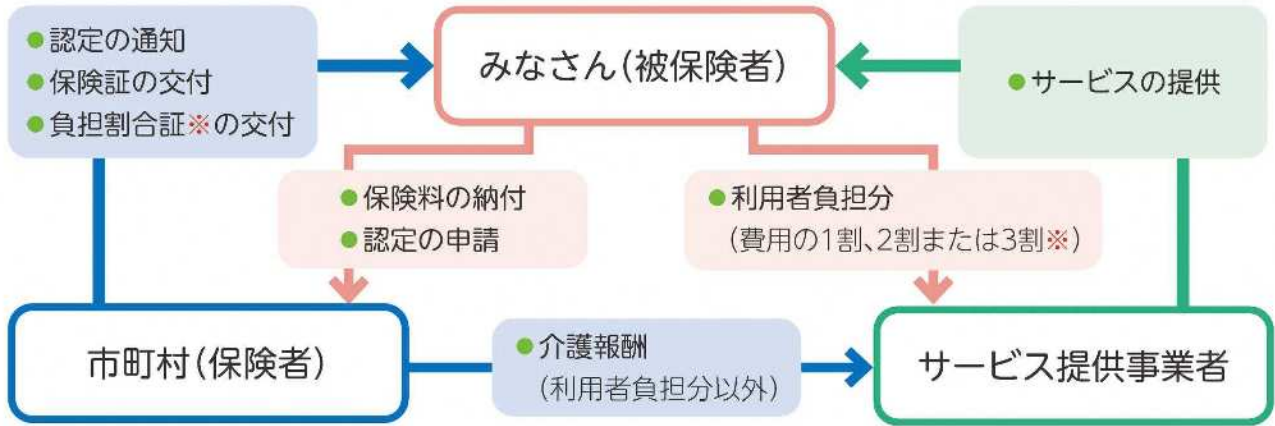 ●認定の通知
●保険証の交付
●負担割合証※の交付
みなさん(被保険者)
●サービスの提供
●保険料の納付
●認定の申請
●利用者負担分
(費用の1割、2割または3割※)
市町村(保険者)
●介護報酬
(利用者負担分以外)
サービス提供事業者